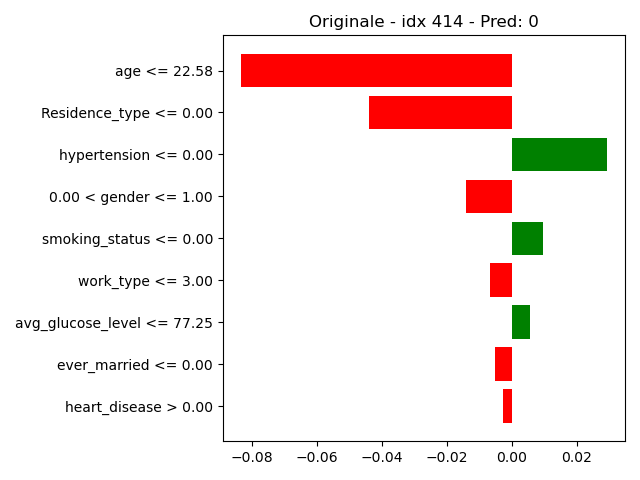 Originale - idx 414 - Pred: 0
age <= 22.58
Residence_type <= 0.00
hypertension <= 0.00
0.00 < gender <= 1.00
smoking_status <= 0.00
work_type <= 3.00
avg_glucose_level <= 77.25
ever_married <= 0.00
heart_disease > 0.00
−0.08 −0.06 −0.04 −0.02 0.00 0.02